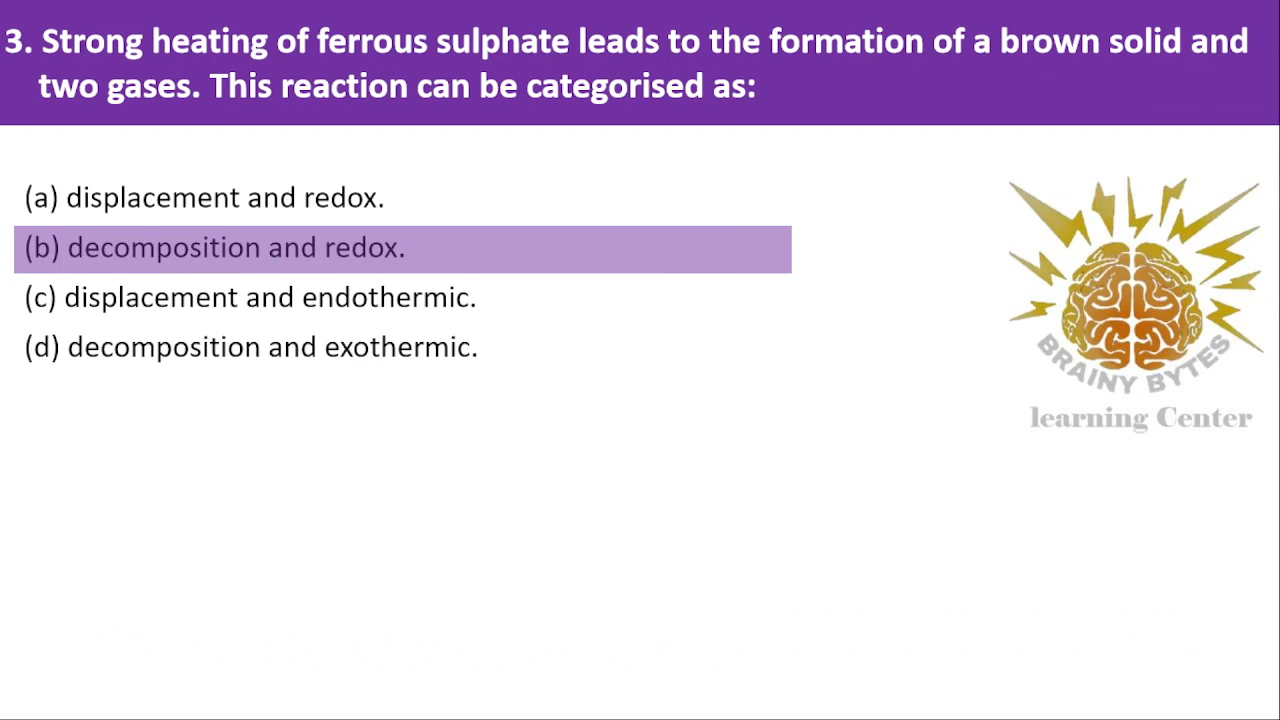 3. Strong heating of ferrous sulphate leads to the formation of a brown solid and
two gases. This reaction can be categorised as:
(a) displacement and redox.
(b) decomposition and redox.
(c) displacement and endothermic.
(d) decomposition and exothermic.
BRAINY BYTES
learning Center